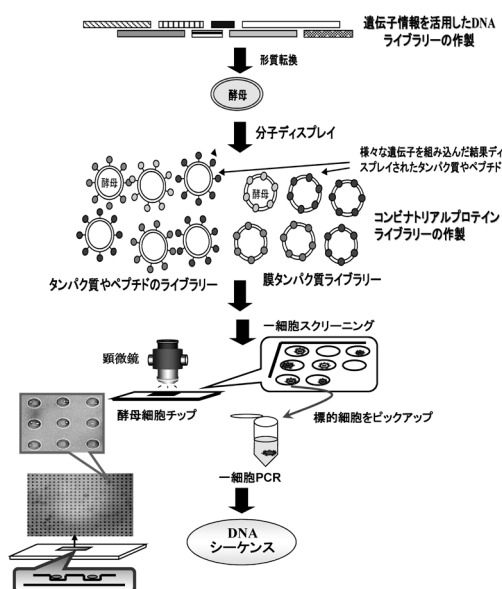 遺伝子情報を活用したDNA
ライブラリーの作製
形質転換
酵母
分子ディスプレイ
様々な遺伝子を組み込んだ結果ディ
スプレイされたタンパク質やペプチド
酵母
酵母
コンビナトリアルプロテイン
ライブラリーの作製
タンパク質やペプチドのライブラリー
膜タンパク質ライブラリー
一細胞スクリーニング
顕微鏡
酵母細胞チップ
標的細胞をピックアップ
一細胞PCR
DNA
シーケンス